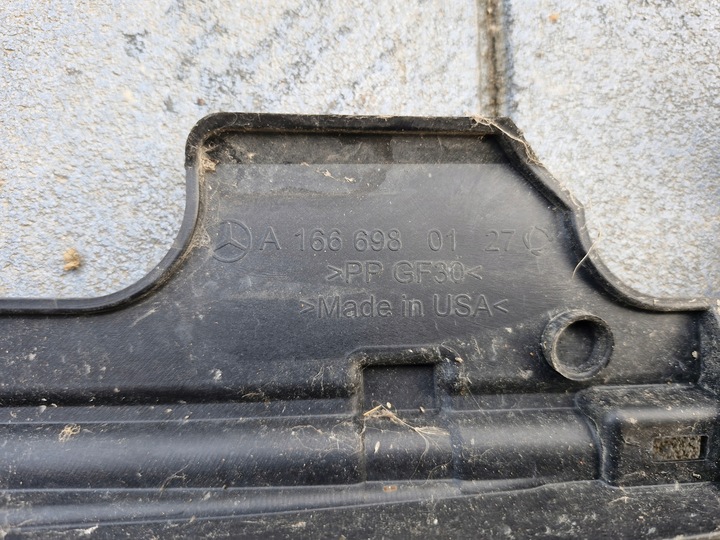 A 166 698 01 27
>PP GF30<
>Made in USA<